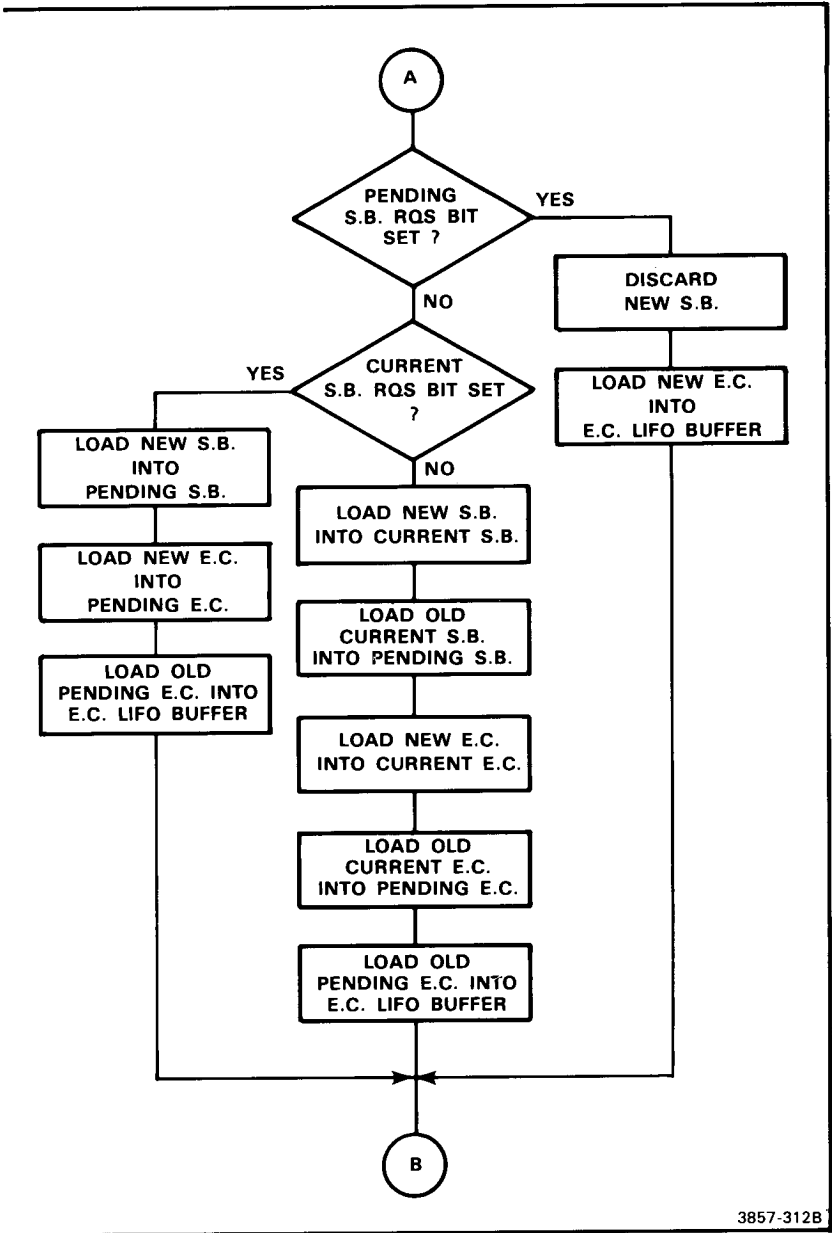 A
PENDING
S.B. RQS BIT
SET ?
YES
NO
DISCARD
NEW S.B.
LOAD NEW E.C.
INTO
E.C. LIFO BUFFER
CURRENT
S.B. RQS BIT SET
?
YES
NO
LOAD NEW S.B.
INTO
PENDING S.B.
LOAD NEW E.C.
INTO
PENDING E.C.
LOAD OLD
PENDING E.C. INTO
E.C. LIFO BUFFER
LOAD NEW S.B.
INTO CURRENT S.B.
LOAD OLD
CURRENT S.B.
INTO PENDING S.B.
LOAD NEW E.C.
INTO CURRENT E.C.
LOAD OLD
CURRENT E.C.
INTO PENDING E.C.
LOAD OLD
PENDING E.C. INTO
E.C. LIFO BUFFER
B
3857-312B